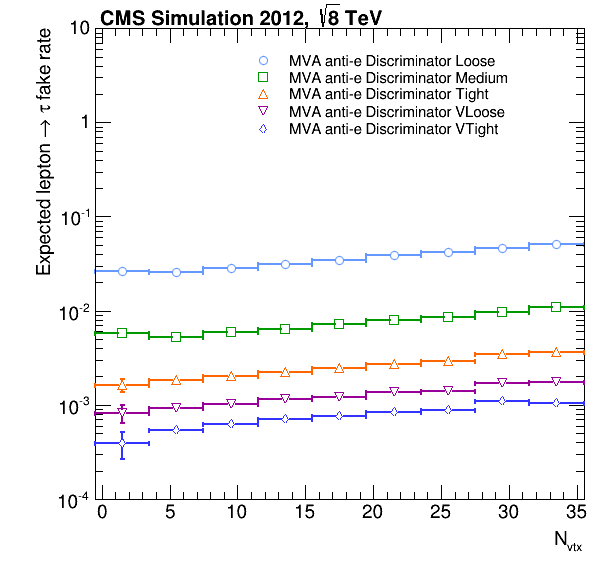 CMS Simulation 2012, √8 TeV
Expected lepton → τ fake rate
10
1
10⁻¹
10⁻²
10⁻³
10⁻⁴
MVA anti-e Discriminator Loose
MVA anti-e Discriminator Medium
MVA anti-e Discriminator Tight
MVA anti-e Discriminator VLoose
MVA anti-e Discriminator VTight
0 5 10 15 20 25 30 35
N_vtx